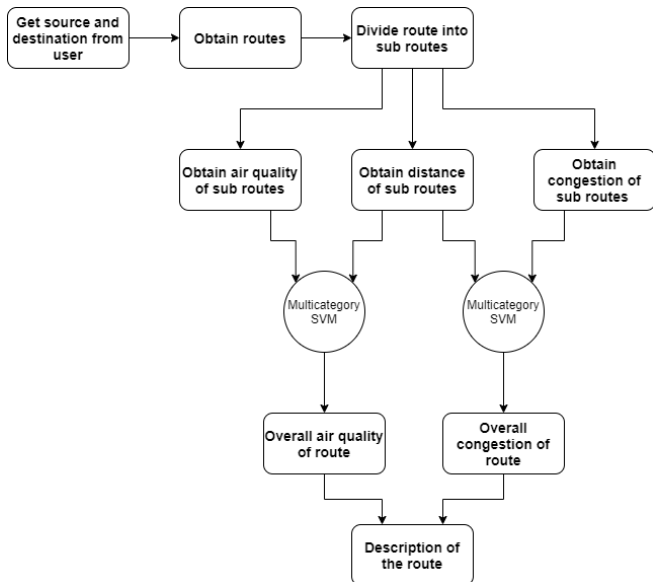 Get source and
destination from
user
Obtain routes
Divide route into
sub routes
Obtain air quality
of sub routes
Obtain distance
of sub routes
Obtain
congestion of
sub routes
Multicategory
SVM
Multicategory
SVM
Overall air quality
of route
Overall
congestion of
route
Description of
the route